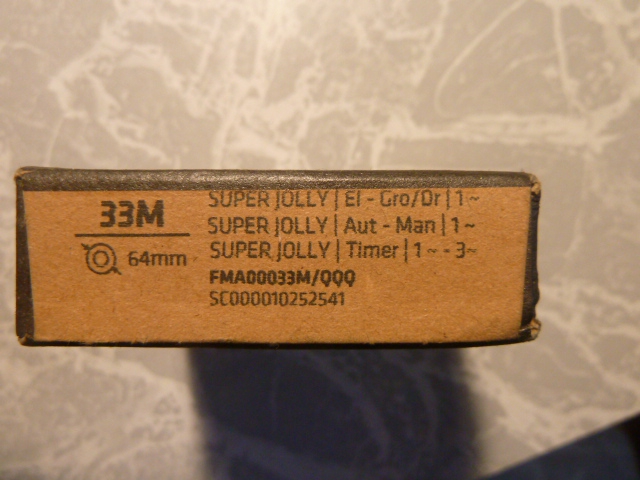 33M
64mm
SUPER JOLLY | El - Gro/Dr | 1~
SUPER JOLLY | Aut - Man | 1~
SUPER JOLLY | Timer | 1~ - 3~
FMA00033M/QQQ
SC000010252541